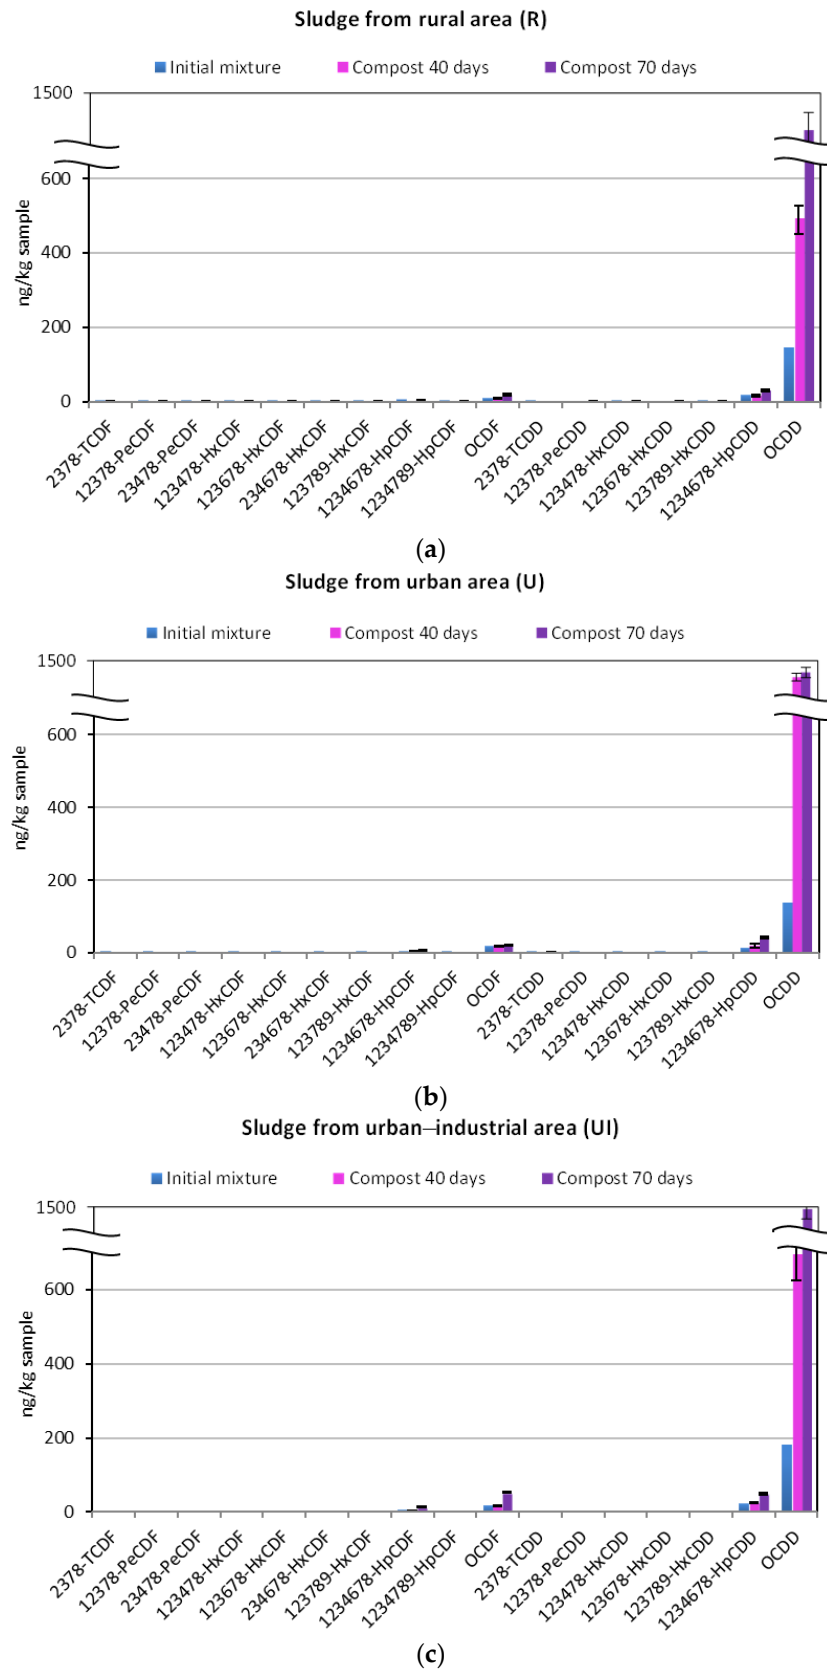 Sludge from rural area (R)
Initial mixture Compost 40 days Compost 70 days
1500
600
400
200
0
ng/kg sample
2378-TCDF 12378-PeCDF 23478-PeCDF 123478-HxCDF 123678-HxCDF 234678-HxCDF 123789-HxCDF 1234678-HpCDF 1234789-HpCDF OCDF 2378-TCDD 12378-PeCDD 123478-HxCDD 123678-HxCDD 123789-HxCDD 1234678-HpCDD OCDD
(a)
Sludge from urban area (U)
Initial mixture Compost 40 days Compost 70 days
1500
600
400
200
0
ng/kg sample
2378-TCDF 12378-PeCDF 23478-PeCDF 123478-HxCDF 123678-HxCDF 234678-HxCDF 123789-HxCDF 1234678-HpCDF 1234789-HpCDF OCDF 2378-TCDD 12378-PeCDD 123478-HxCDD 123678-HxCDD 123789-HxCDD 1234678-HpCDD OCDD
(b)
Sludge from urban–industrial area (UI)
Initial mixture Compost 40 days Compost 70 days
1500
600
400
200
0
ng/kg sample
2378-TCDF 12378-PeCDF 23478-PeCDF 123478-HxCDF 123678-HxCDF 234678-HxCDF 123789-HxCDF 1234678-HpCDF 1234789-HpCDF OCDF 2378-TCDD 12378-PeCDD 123478-HxCDD 123678-HxCDD 123789-HxCDD 1234678-HpCDD OCDD
(c)